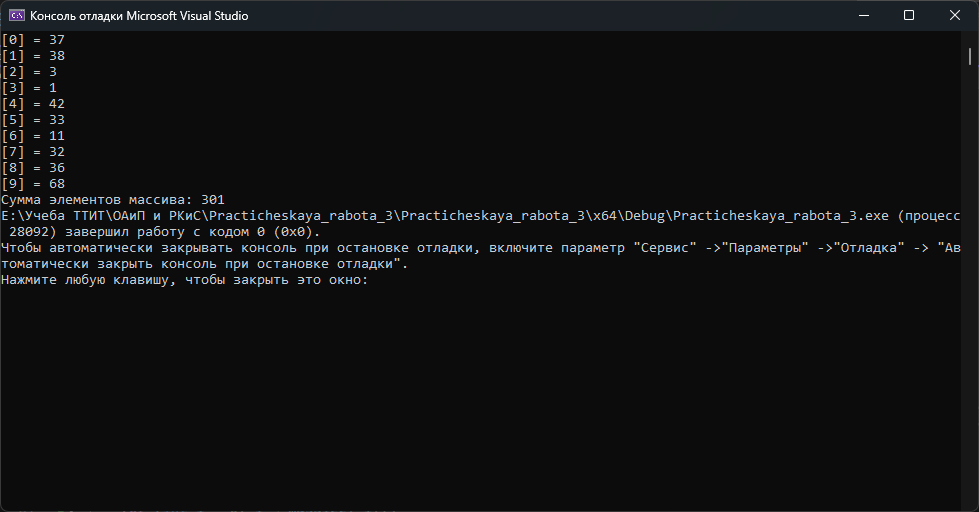 Консоль отладки Microsoft Visual Studio
[0] = 37
[1] = 38
[2] = 3
[3] = 1
[4] = 42
[5] = 33
[6] = 11
[7] = 32
[8] = 36
[9] = 68
Сумма элементов массива: 301
E:\Учеба ТТИТ\ОАиП и РКиС\Practicheskaya_rabota_3\Practicheskaya_rabota_3\x64\Debug\Practicheskaya_rabota_3.exe (процесс
28092) завершил работу с кодом 0 (0x0).
Чтобы автоматически закрывать консоль при остановке отладки, включите параметр "Сервис" ->"Параметры" ->"Отладка" -> "Ав
томатически закрыть консоль при остановке отладки".
Нажмите любую клавишу, чтобы закрыть это окно: